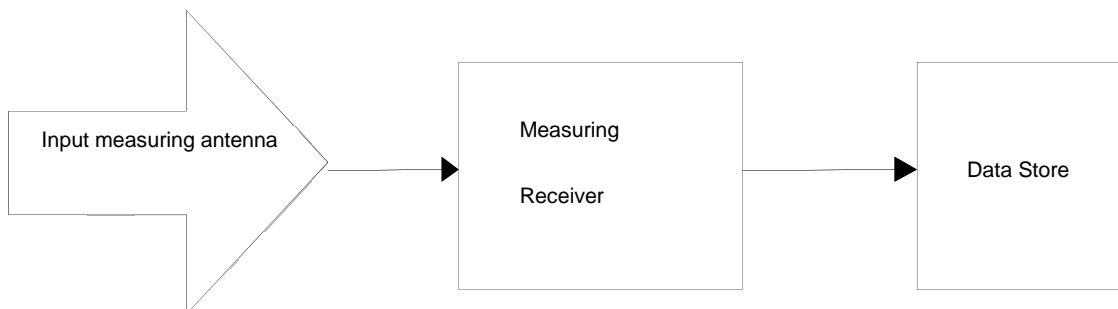 Input measuring antenna
Measuring
Receiver
Data Store